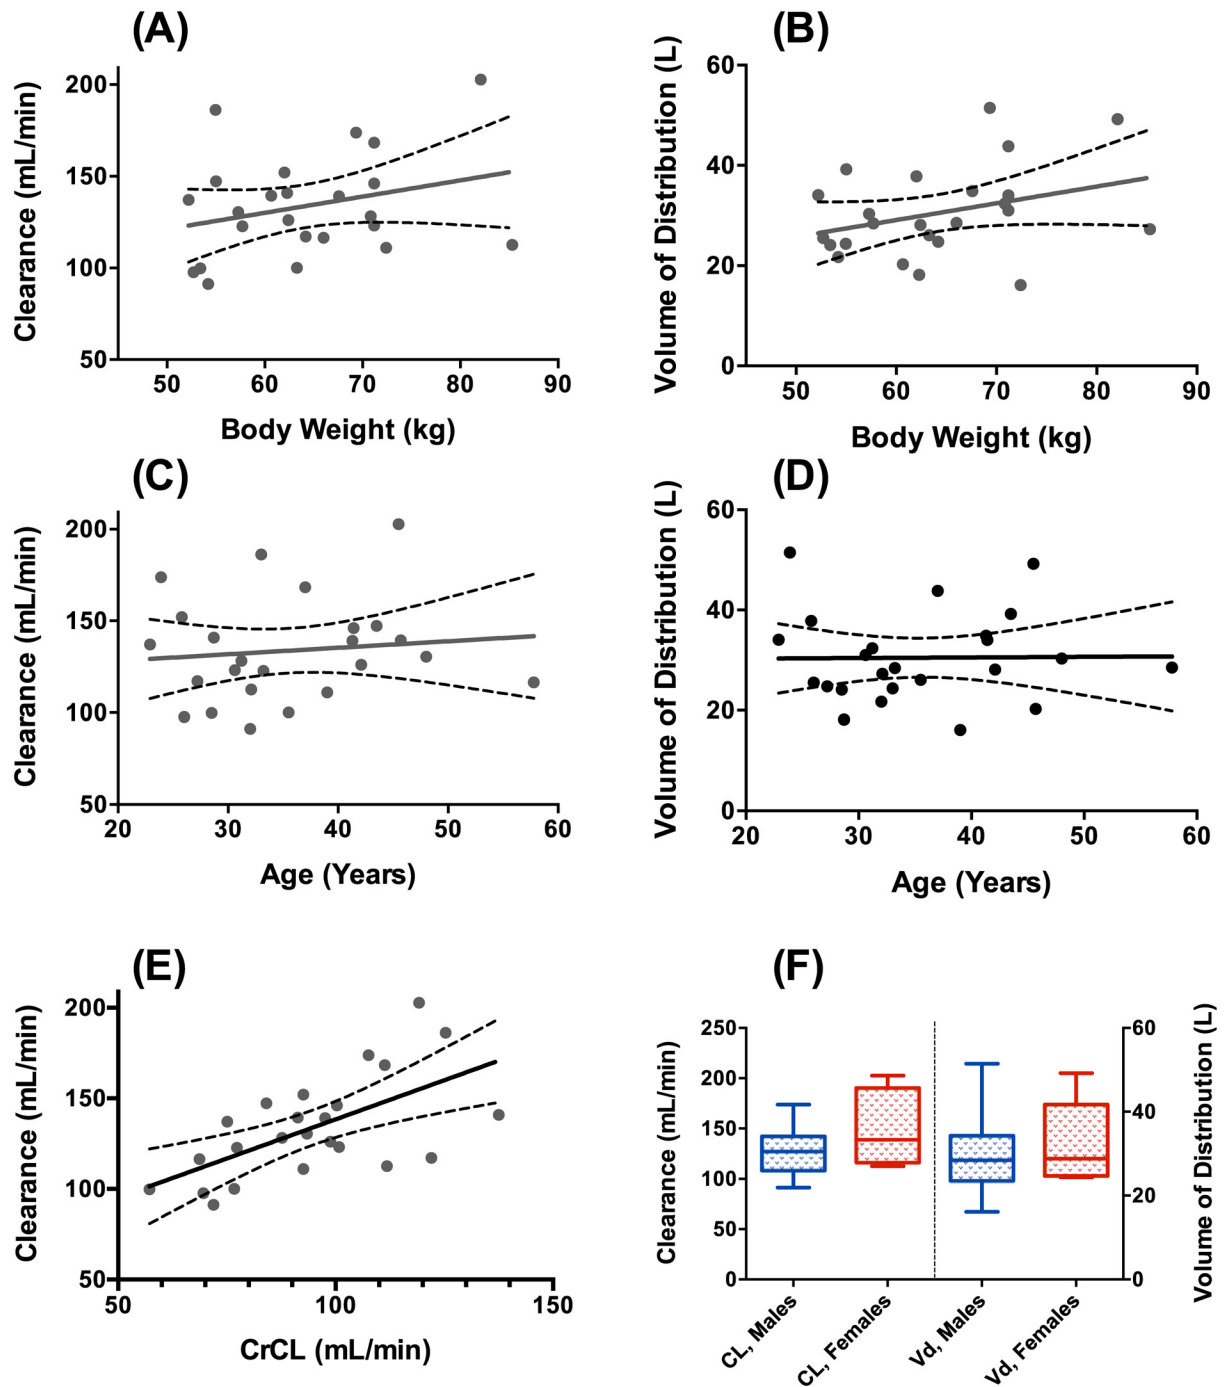 (A)
(B)
Clearance (mL/min)
200
150
100
50
50 60 70 80 90
Body Weight (kg)
Volume of Distribution (L)
60
40
20
0
50 60 70 80 90
Body Weight (kg)
(C)
(D)
Clearance (mL/min)
200
150
100
50
20 30 40 50 60
Age (Years)
Volume of Distribution (L)
60
40
20
0
20 30 40 50 60
Age (Years)
(E)
(F)
Clearance (mL/min)
200
150
100
50
50 100 150
CrCL (mL/min)
Clearance (mL/min)
250
200
150
100
50
0
60
40
20
0
Volume of Distribution (L)
CL, Males
CL, Females
Vd, Males
Vd, Females